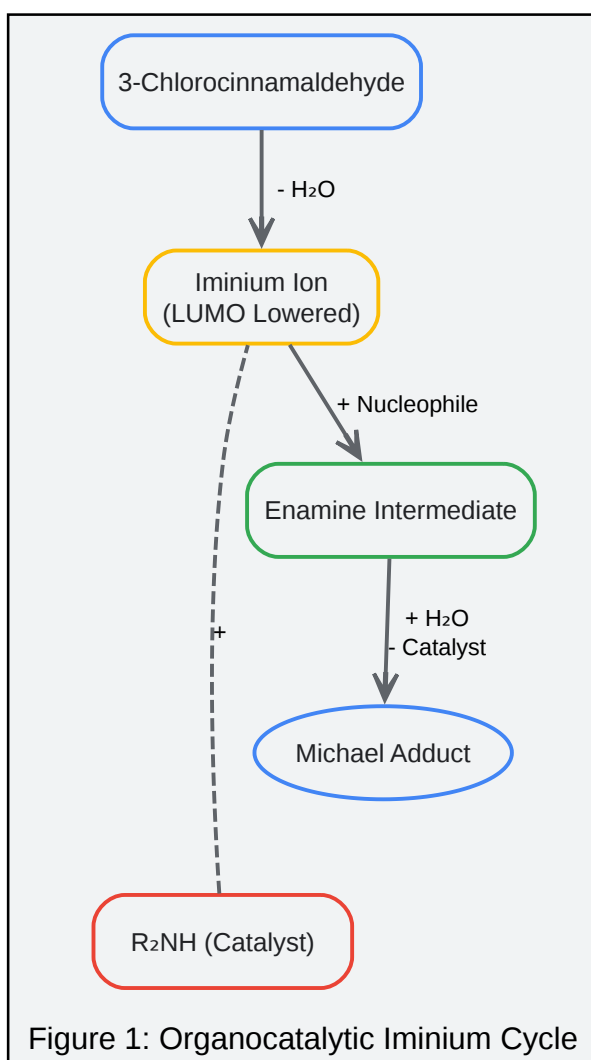 3-Chlorocinnamaldehyde
- H₂O
Iminium Ion
(LUMO Lowered)
+ Nucleophile
Enamine Intermediate
+
+ H₂O
- Catalyst
Michael Adduct
R₂NH (Catalyst)
Figure 1: Organocatalytic Iminium Cycle